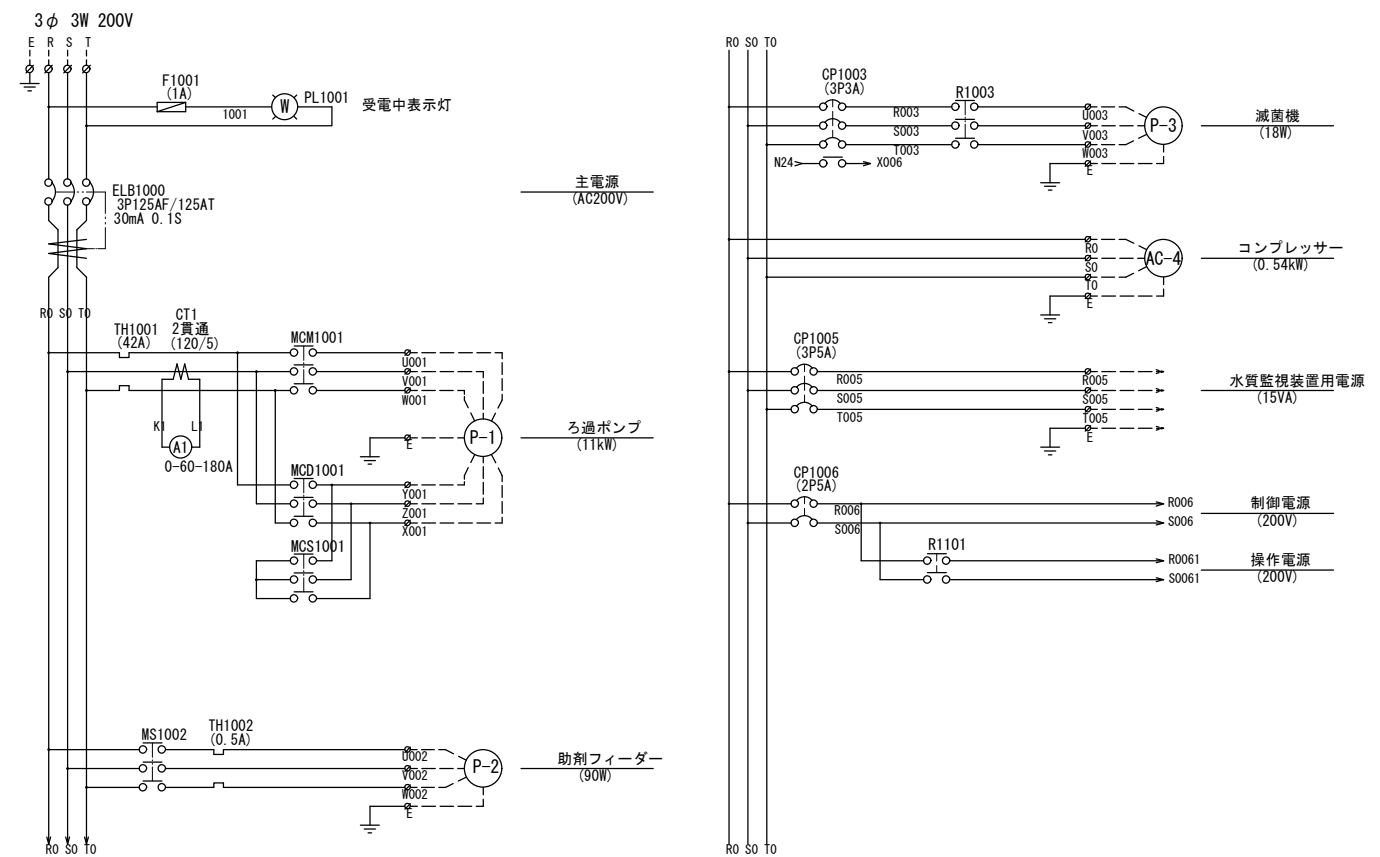 3φ 3W 200V
E R S T
F1001
(1A)
1001
W
PL1001
受電中表示灯
ELB1000
3P125AF/125AT
30mA 0.1S
主電源
(AC200V)
R0 S0 T0
TH1001
(42A)
CT1
2貫通
(120/5)
MCM1001
U001
V001
W001
K1
L1
A1
0-60-180A
E
P-1
ろ過ポンプ
(11kW)
MCD1001
Y001
Z001
X001
MCS1001
MS1002
TH1002
(0.5A)
U002
V002
W002
E
P-2
助剤フィーダー
(90W)
R0 S0 T0
R0 S0 T0
CP1003
(3P3A)
R1003
R003
S003
T003
U003
V003
W003
E
N24
X006
P-3
滅菌機
(18W)
R0
S0
T0
E
AC-4
コンプレッサー
(0.54kW)
CP1005
(3P5A)
R005
S005
T005
R005
S005
T005
E
水質監視装置用電源
(15VA)
CP1006
(2P5A)
R006
S006
R006
S006
制御電源
(200V)
R1101
R0061
S0061
操作電源
(200V)
R0 S0 T0